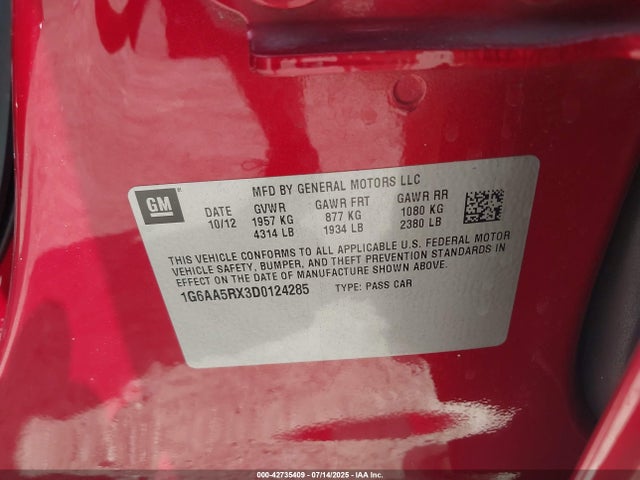 MFD BY GENERAL MOTORS LLC
GM
DATE GVWR GAWR FRT GAWR RR
10/12 1957 KG 877 KG 1080 KG
4314 LB 1934 LB 2380 LB
THIS VEHICLE CONFORMS TO ALL APPLICABLE U.S. FEDERAL MOTOR
VEHICLE SAFETY, BUMPER, AND THEFT PREVENTION STANDARDS IN
EFFECT ON THE DATE OF MANUFACTURE SHOWN ABOVE.
1G6AA5RX3D0124285 TYPE: PASS CAR
000-42735409 - 07/14/2025 - IAA Inc.